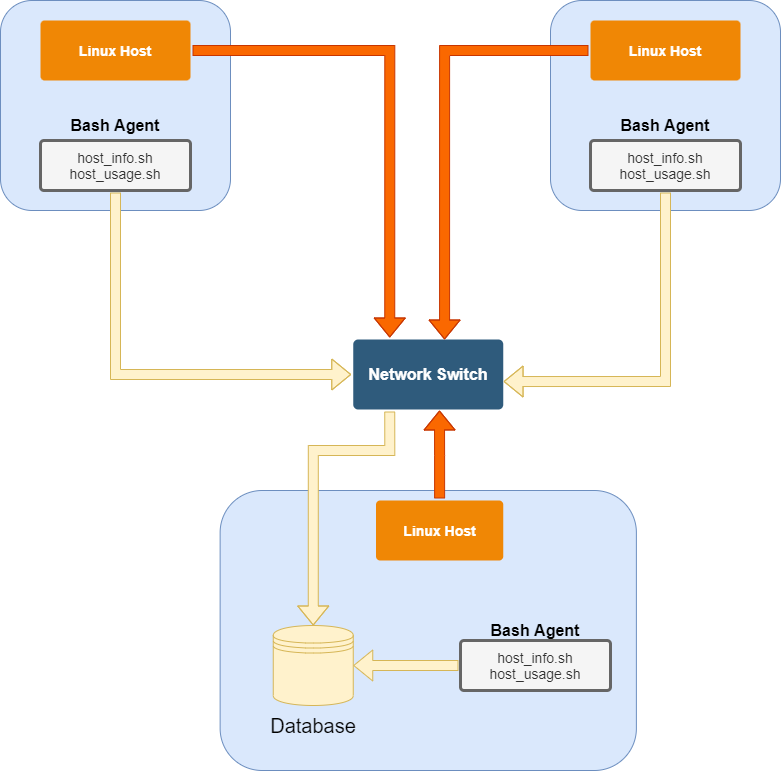 Linux Host
Linux Host
Bash Agent
Bash Agent
host_info.sh
host_usage.sh
host_info.sh
host_usage.sh
Network Switch
Linux Host
Bash Agent
host_info.sh
host_usage.sh
Database